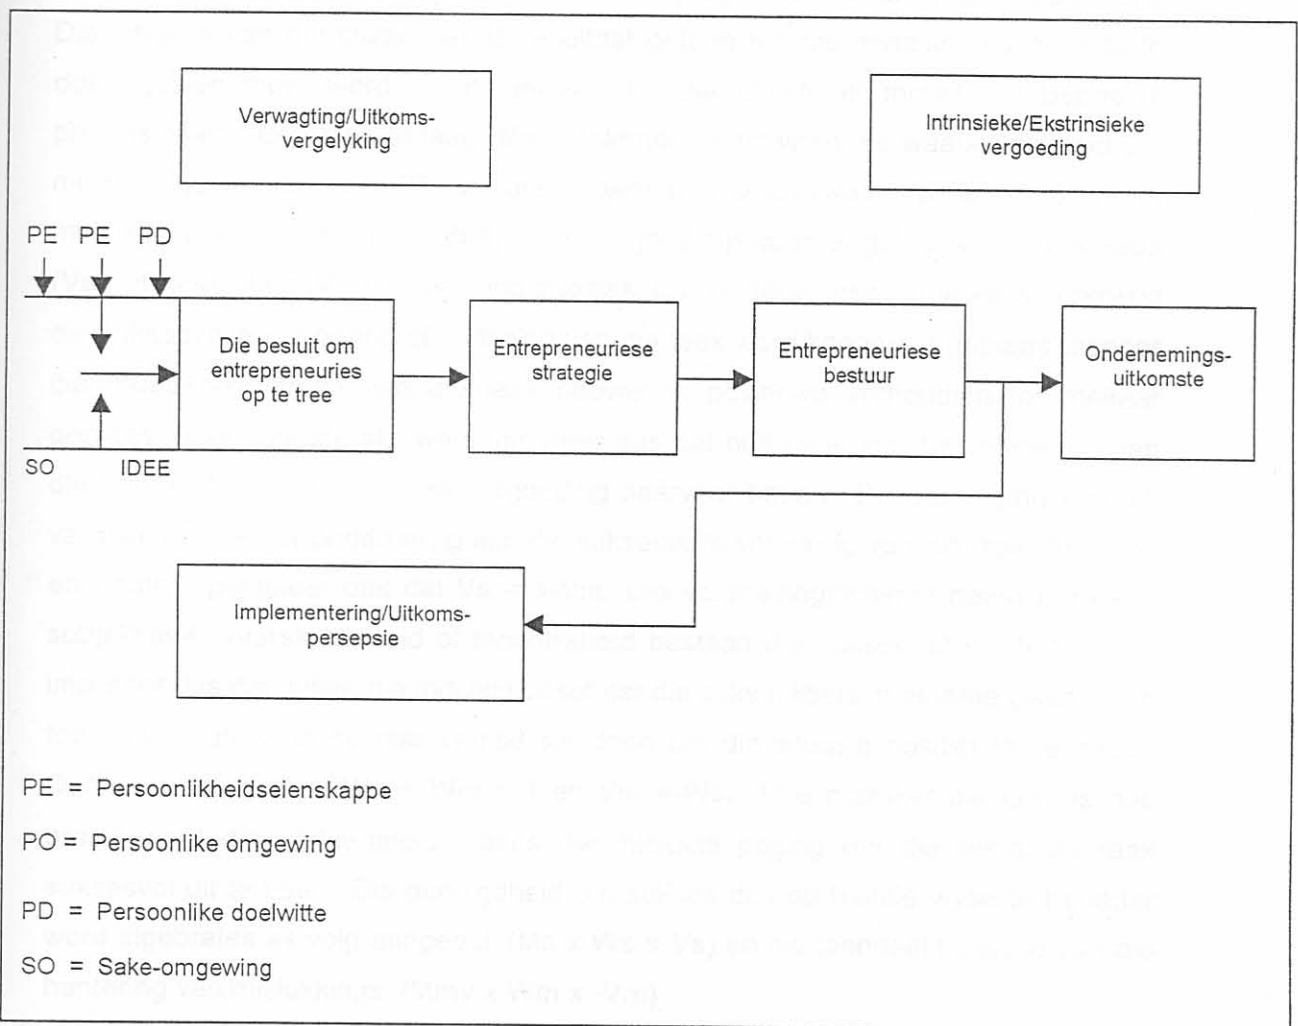 Verwagting/Uitkoms-
vergelyking
Intrinsieke/Ekstrinsieke
vergoeding
PE PE PD
Die besluit om
entrepreneuries
op te tree
Entrepreneuriese
strategie
Entrepreneuriese
bestuur
Ondernemings-
uitkomste
SO IDEE
Implementering/Uitkoms-
persepsie
PE = Persoonlikheidseienskappe
PO = Persoonlike omgewing
PD = Persoonlike doelwitte
SO = Sake-omgewing